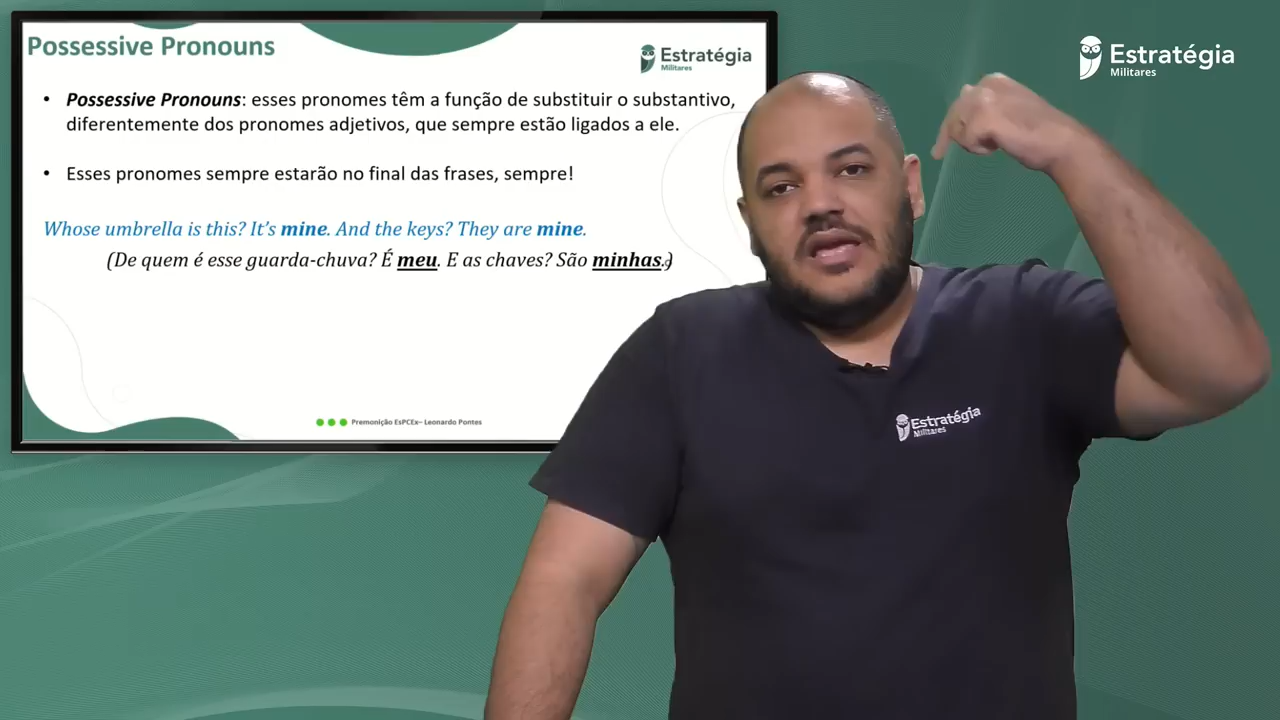 Possessive Pronouns
Estratégia
Militares
• Possessive Pronouns: esses pronomes têm a função de substituir o substantivo,
diferentemente dos pronomes adjetivos, que sempre estão ligados a ele.
• Esses pronomes sempre estarão no final das frases, sempre!
Whose umbrella is this? It's mine. And the keys? They are mine.
(De quem é esse guarda-chuva? É meu. E as chaves? São minhas.)
Premonição EsPCEx– Leonardo Pontes
Estratégia
Militares
Estratégia
Militares